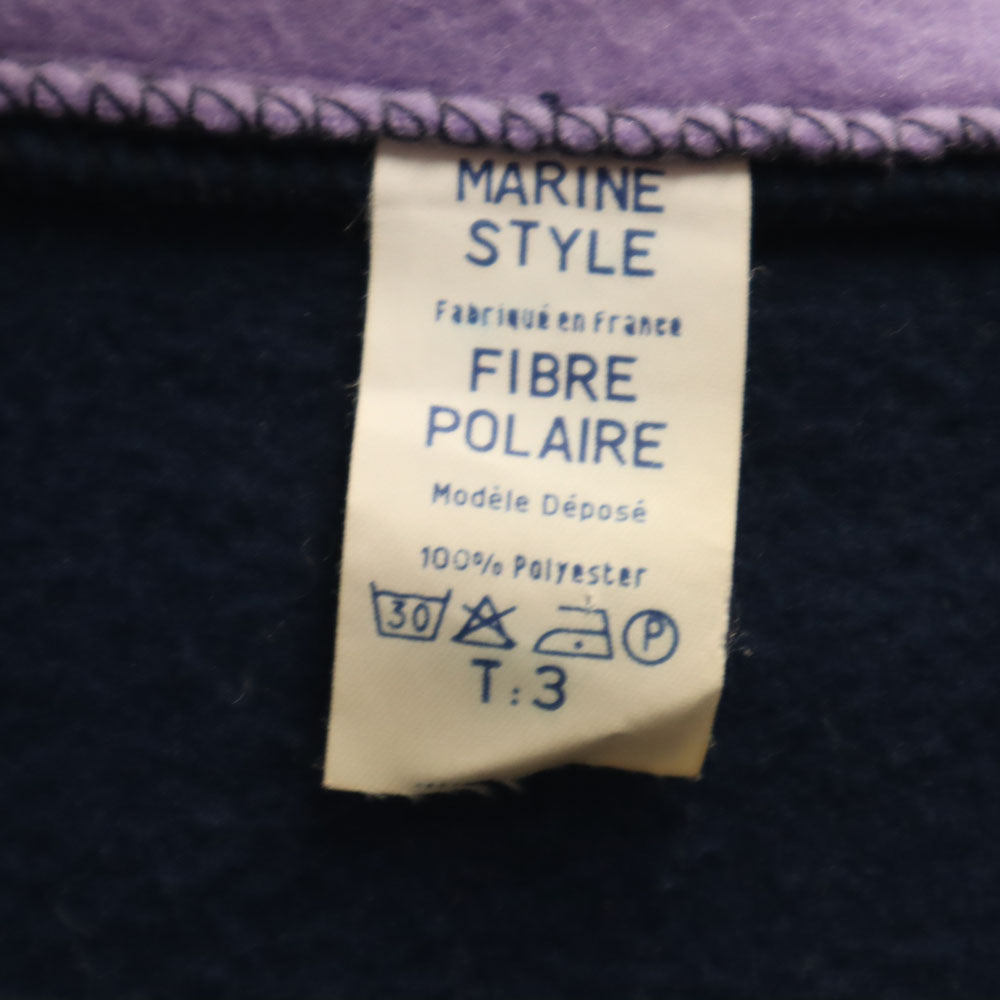 MARINE
STYLE
Fabriqué en France
FIBRE
POLAIRE
Modèle Déposé
100% Polyester
30 P
T: 3